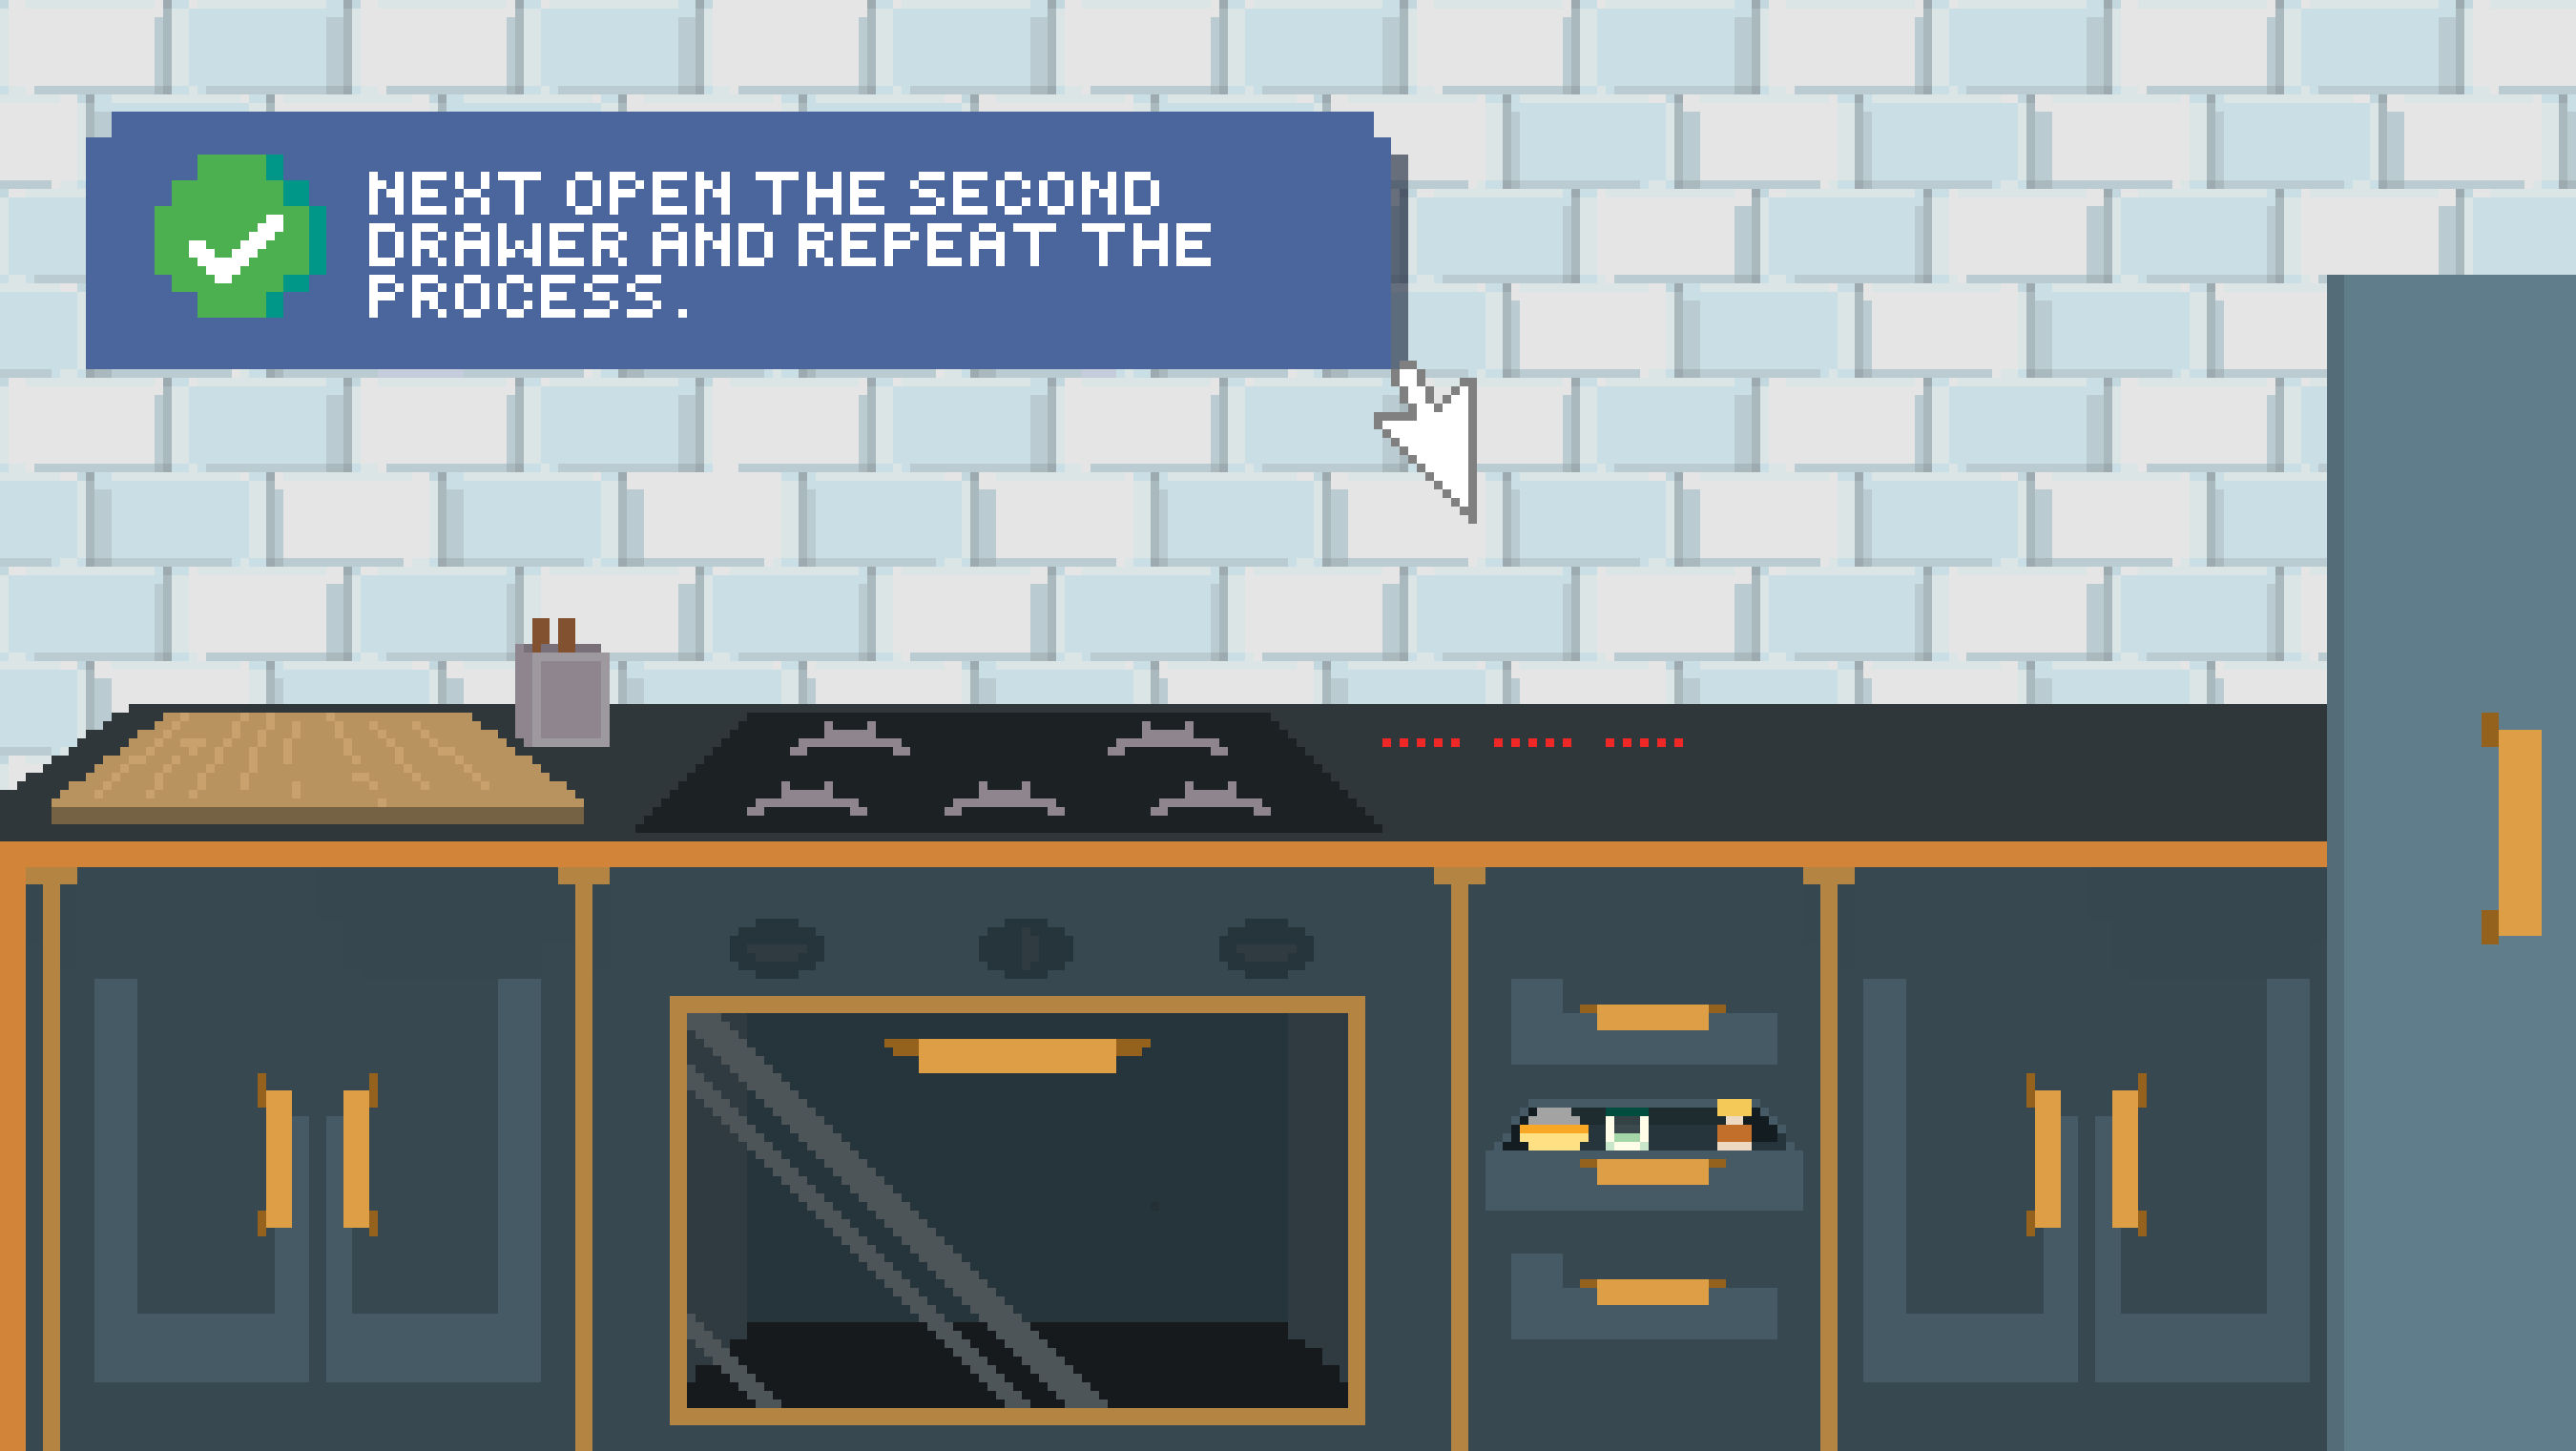 NEXT OPEN THE SECOND
DRAWER AND REPEAT THE
PROCESS.